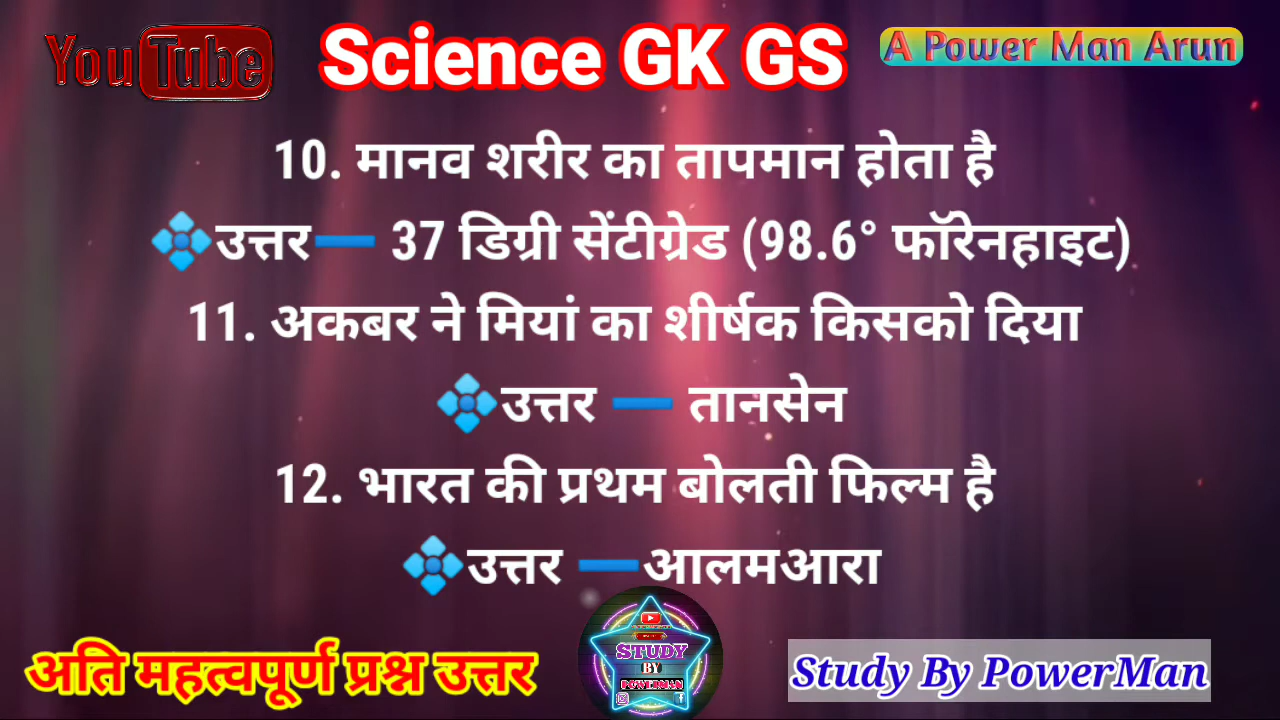 YouTube
Science GK GS
A Power Man Arun
10. मानव शरीर का तापमान होता है
💠उत्तर➖ 37 डिग्री सेंटीग्रेड (98.6° फॉरेनहाइट)
11. अकबर ने मियां का शीर्षक किसको दिया
💠उत्तर ➖ तानसेन
12. भारत की प्रथम बोलती फिल्म है
💠उत्तर ➖आलमआरा
अति महत्वपूर्ण प्रश्न उत्तर
STUDY
BY
POWERMAN
Study By PowerMan